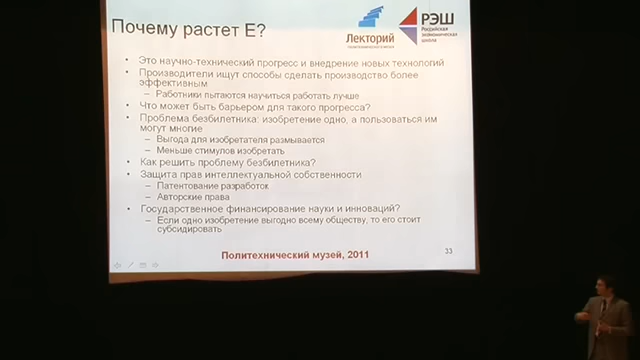 Почему растет E?
Лекторий
РЭШ
Российская экономическая школа
• Это научно-технический прогресс и внедрение новых технологий
• Производители ищут способы сделать производство более
эффективным
– Работники пытаются научиться работать лучше
• Что может быть барьером для такого прогресса?
• Проблема безбилетника: изобретение одно, а пользоваться им
могут многие
– Выгода для изобретателя размывается
– Меньше стимулов изобретать
• Как решить проблему безбилетника?
• Защита прав интеллектуальной собственности
– Патентование разработок
– Авторские права
• Государственное финансирование науки и инноваций?
– Если одно изобретение выгодно всему обществу, то его стоит
субсидировать
Политехнический музей, 2011
33